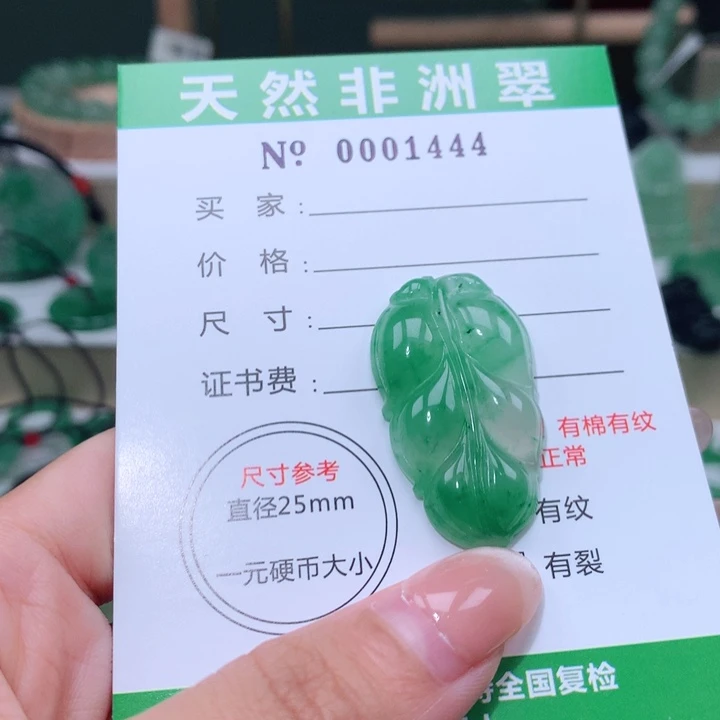 天然非洲翠
Nº 0001444
买 家：
价 格：
尺 寸：
证书费：
尺寸参考
直径25mm
一元硬币大小
有棉有纹
正常
有纹
有裂
全国复检